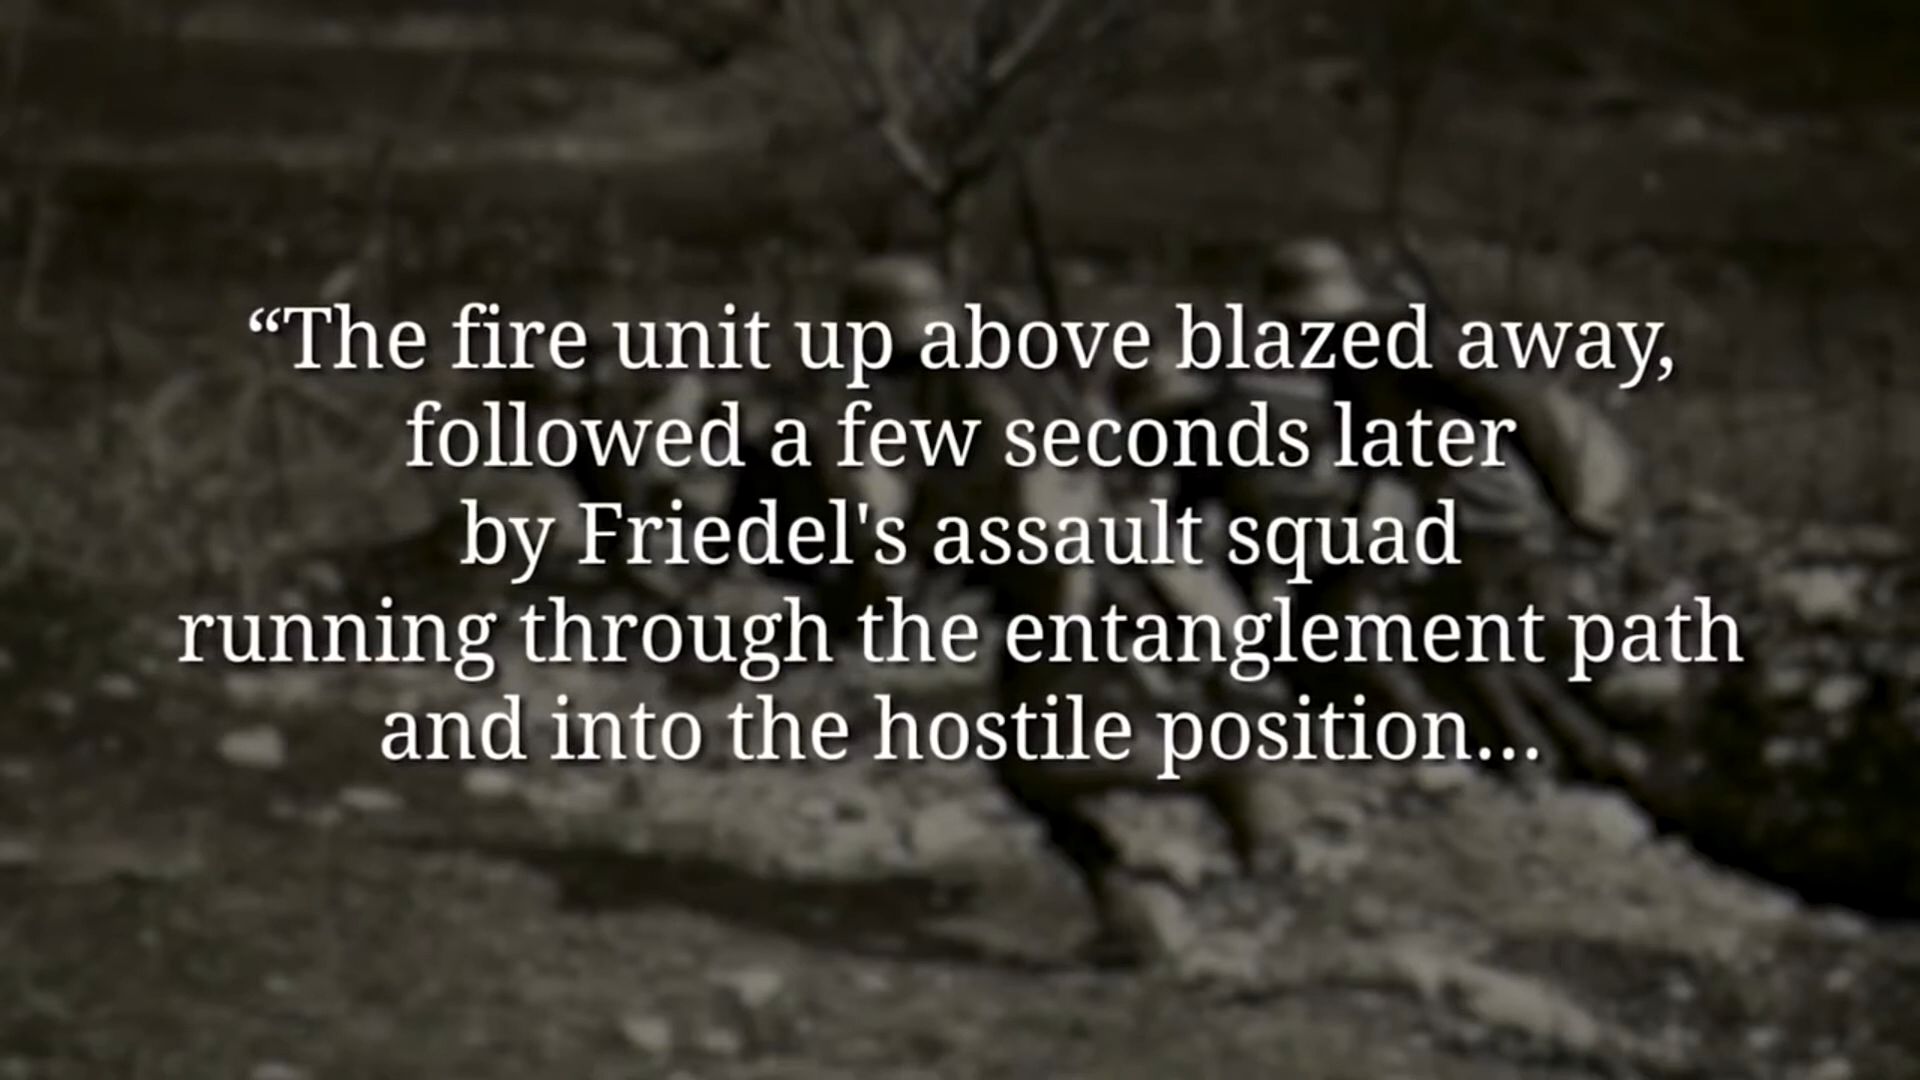 “The fire unit up above blazed away,
followed a few seconds later
by Friedel's assault squad
running through the entanglement path
and into the hostile position...